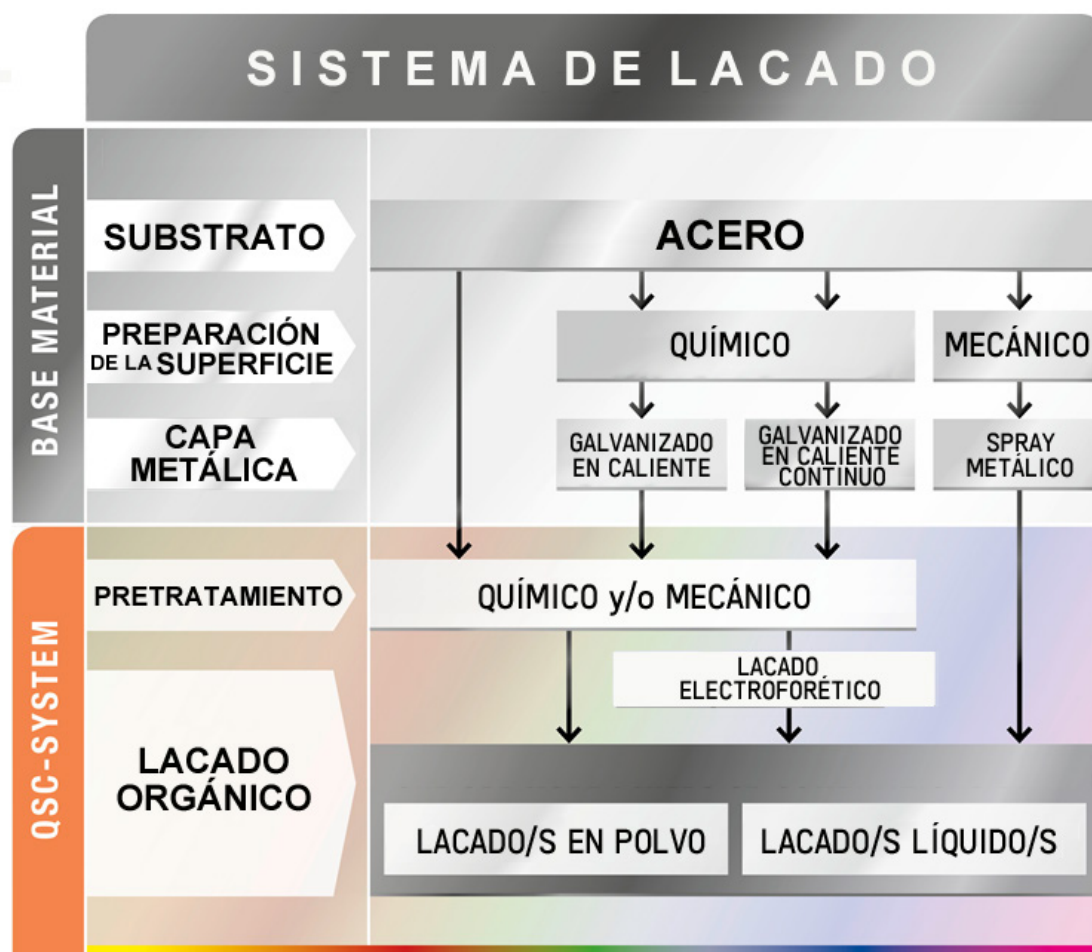 SISTEMA DE LACADO
BASE MATERIAL
SUBSTRATO
ACERO
PREPARACIÓN
DE LA SUPERFICIE
QUÍMICO
MECÁNICO
CAPA
METÁLICA
GALVANIZADO
EN CALIENTE
GALVANIZADO
EN CALIENTE
CONTINUO
SPRAY
METÁLICO
QSC-SYSTEM
PRETRATAMIENTO
QUÍMICO y/o MECÁNICO
LACADO
ELECTROFORÉTICO
LACADO
ORGÁNICO
LACADO/S EN POLVO
LACADO/S LÍQUIDO/S